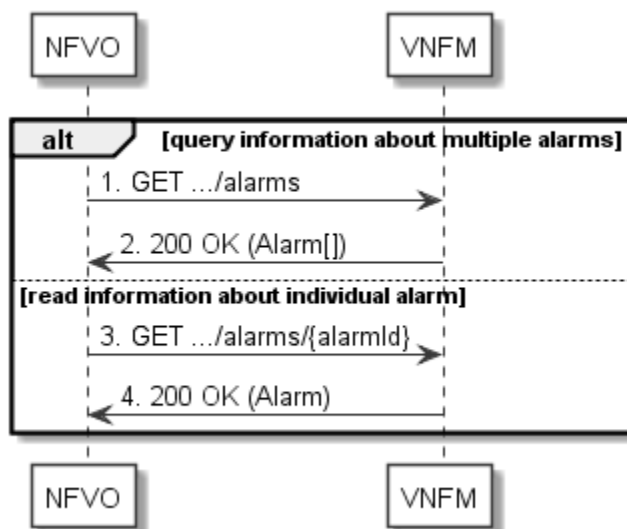 NFVO VNFM
alt [query information about multiple alarms]
1. GET .../alarms
2. 200 OK (Alarm[])
[read information about individual alarm]
3. GET .../alarms/{alarmId}
4. 200 OK (Alarm)
NFVO VNFM